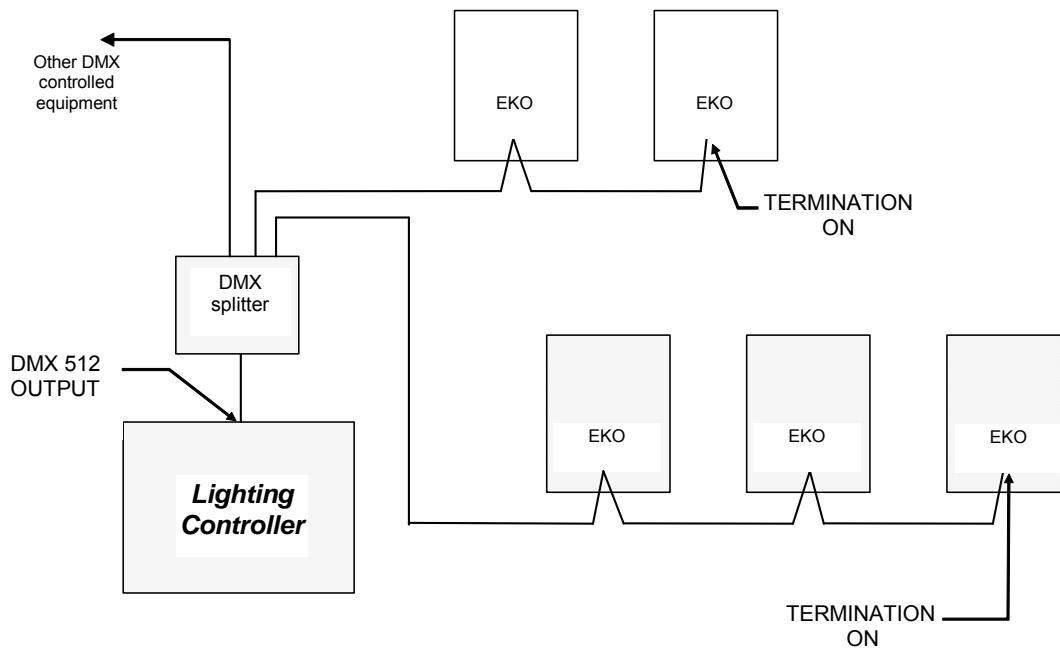 Other DMX
controlled
equipment
EKO
EKO
TERMINATION
ON
DMX
splitter
DMX 512
OUTPUT
EKO
EKO
EKO
Lighting
Controller
TERMINATION
ON